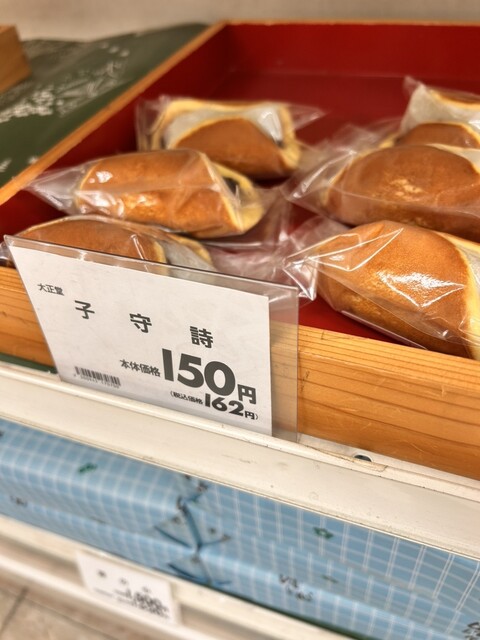 大正堂
子守詩
本体価格150円
(税込価格162円)